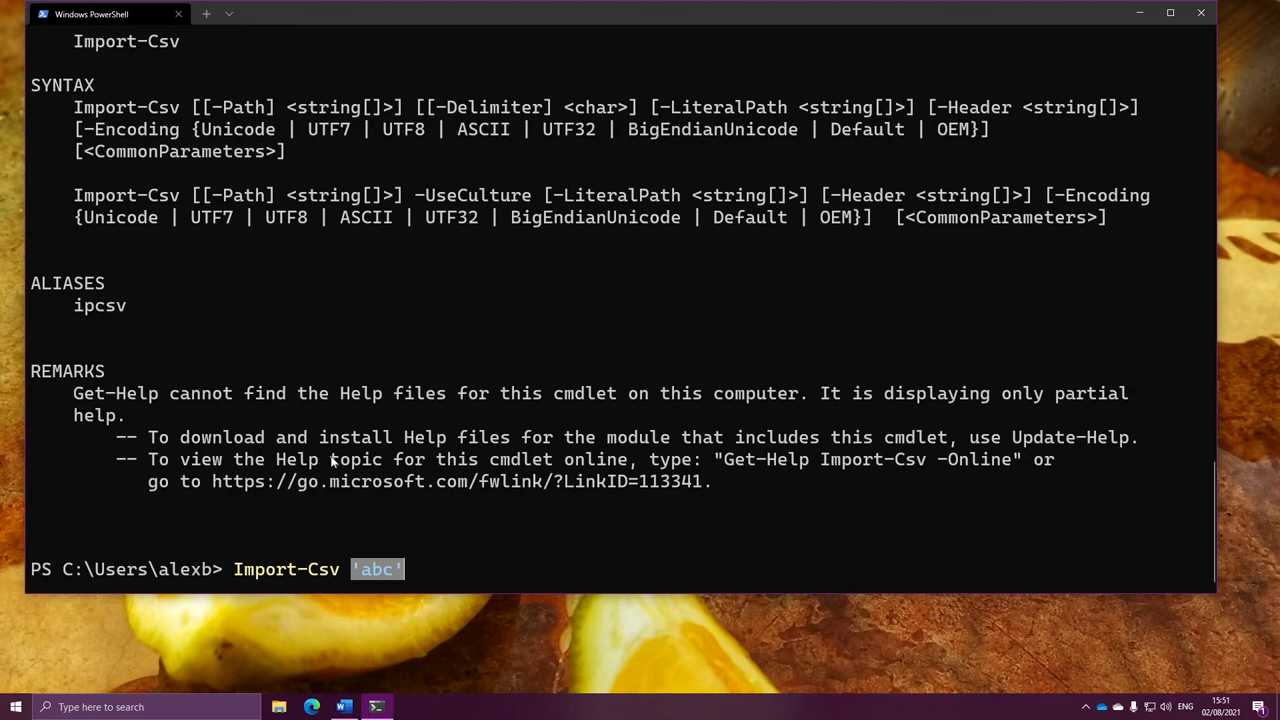 Windows PowerShell
Import-Csv
SYNTAX
Import-Csv [[-Path] <string[]>] [[-Delimiter] <char>] [-LiteralPath <string[]>] [-Header <string[]>]
[-Encoding {Unicode | UTF7 | UTF8 | ASCII | UTF32 | BigEndianUnicode | Default | OEM}]
[<CommonParameters>]
Import-Csv [[-Path] <string[]>] -UseCulture [-LiteralPath <string[]>] [-Header <string[]>] [-Encoding
{Unicode | UTF7 | UTF8 | ASCII | UTF32 | BigEndianUnicode | Default | OEM}]  [<CommonParameters>]
ALIASES
ipcsv
REMARKS
Get-Help cannot find the Help files for this cmdlet on this computer. It is displaying only partial
help.
-- To download and install Help files for the module that includes this cmdlet, use Update-Help.
-- To view the Help topic for this cmdlet online, type: "Get-Help Import-Csv -Online" or
go to https://go.microsoft.com/fwlink/?LinkID=113341.
PS C:\Users\alexb> Import-Csv 'abc'
Type here to search
ENG
15:51
02/08/2021